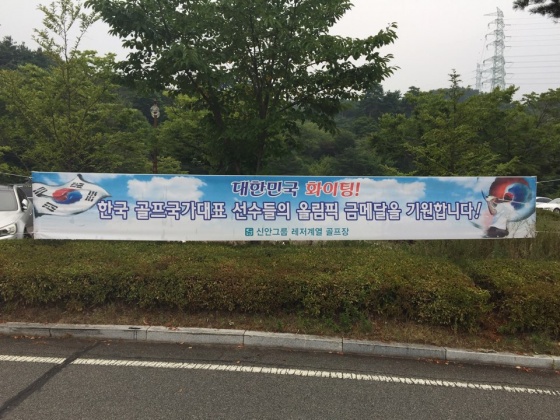 대한민국 화이팅!
한국 골프국가대표 선수들의 올림픽 금메달을 기원합니다!
신안그룹 레저계열 골프장